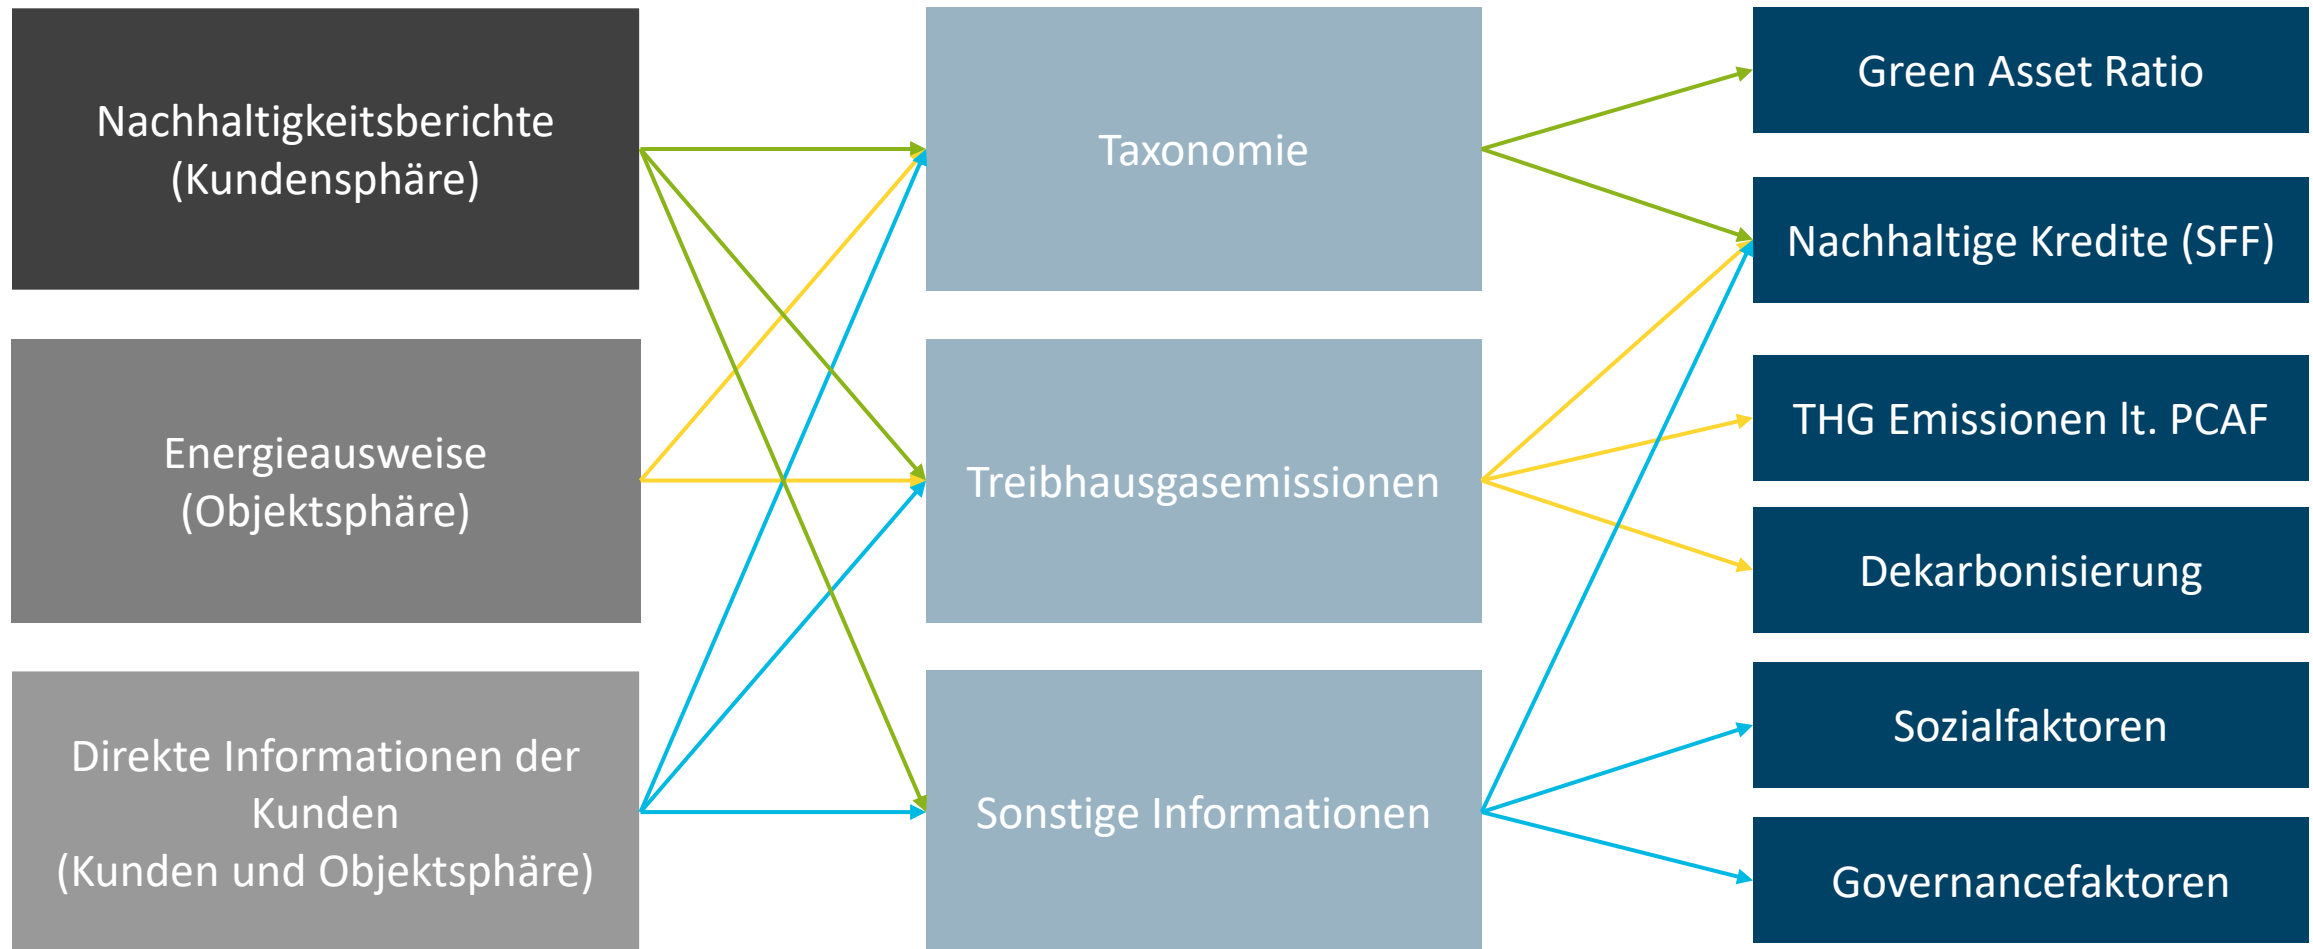 Nachhaltigkeitsberichte
(Kundensphäre)
Energieausweise
(Objektsphäre)
Direkte Informationen der
Kunden
(Kunden und Objektsphäre)
Taxonomie
Treibhausgasemissionen
Sonstige Informationen
Green Asset Ratio
Nachhaltige Kredite (SFF)
THG Emissionen lt. PCAF
Dekarbonisierung
Sozialfaktoren
Governancefaktoren